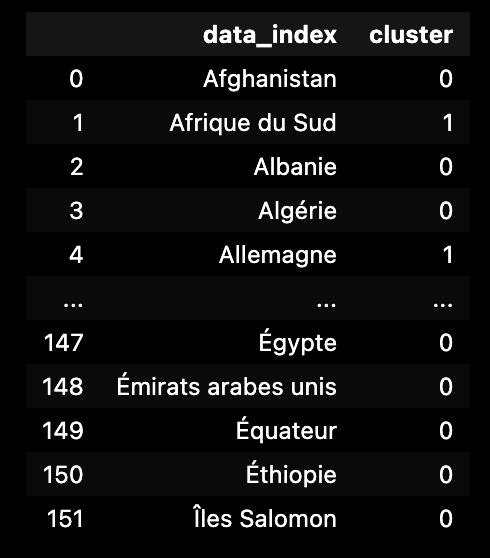 data_index cluster
0 Afghanistan 0
1 Afrique du Sud 1
2 Albanie 0
3 Algérie 0
4 Allemagne 1
... ... ...
147 Égypte 0
148 Émirats arabes unis 0
149 Équateur 0
150 Éthiopie 0
151 Îles Salomon 0